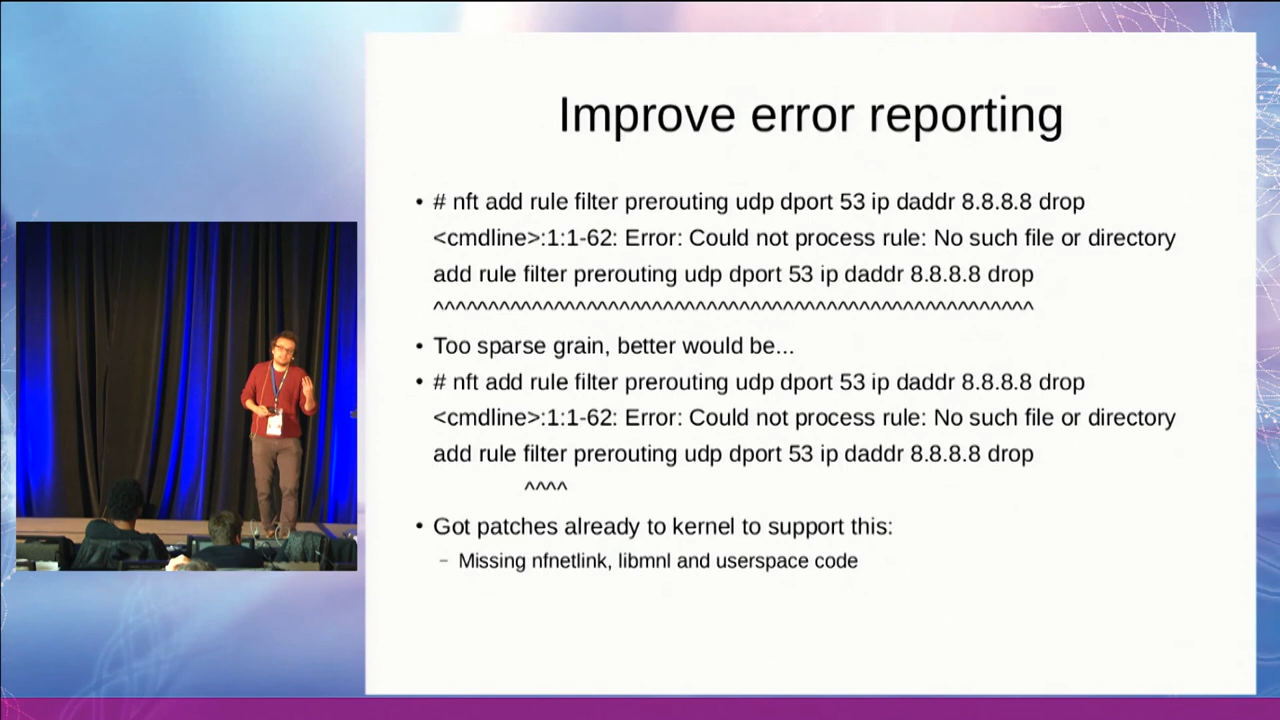 Improve error reporting
• # nft add rule filter prerouting udp dport 53 ip daddr 8.8.8.8 drop
<cmdline>:1:1-62: Error: Could not process rule: No such file or directory
add rule filter prerouting udp dport 53 ip daddr 8.8.8.8 drop
^^^^^^^^^^^^^^^^^^^^^^^^^^^^^^^^^^^^^^^^^^^^^^^^^^^^^^^
• Too sparse grain, better would be...
• # nft add rule filter prerouting udp dport 53 ip daddr 8.8.8.8 drop
<cmdline>:1:1-62: Error: Could not process rule: No such file or directory
add rule filter prerouting udp dport 53 ip daddr 8.8.8.8 drop
^^^^
• Got patches already to kernel to support this:
– Missing nfnetlink, libmnl and userspace code